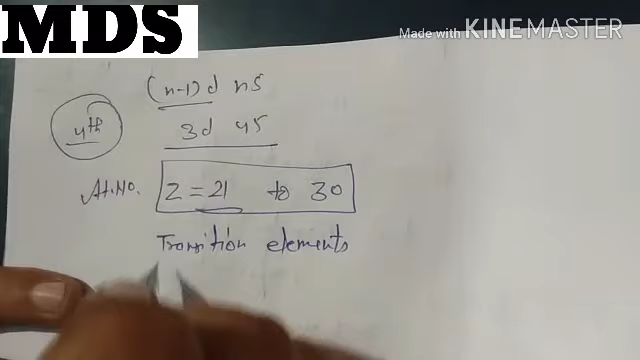 MDS
Made with KINEMASTER
(n-1)d ns
4th
3d 4s
At.No. Z = 21 to 30
Transition elements